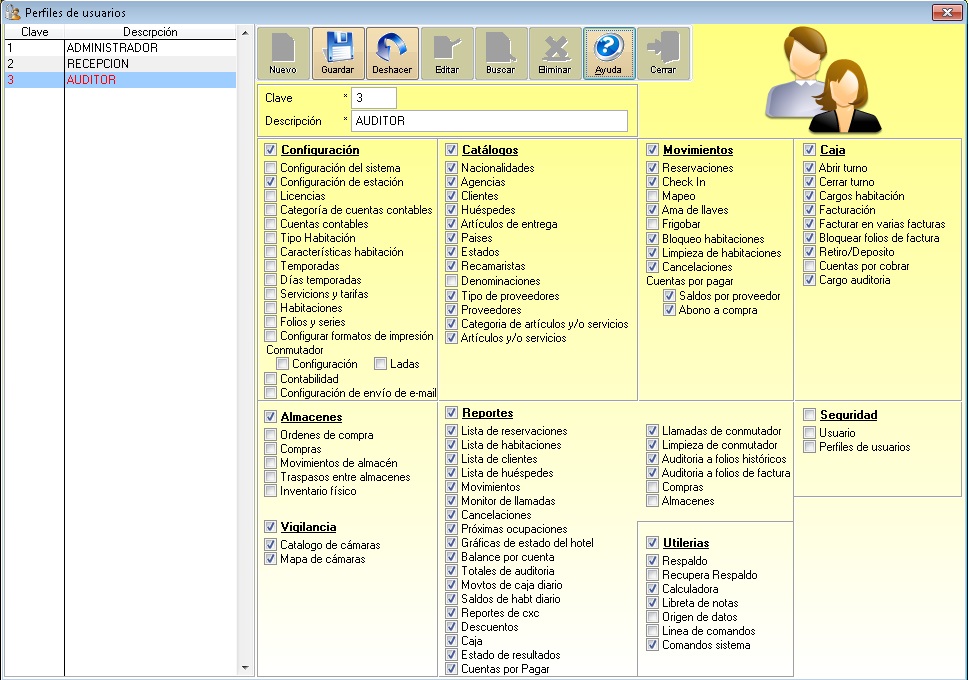 Perfiles de usuarios
Clave Descrpción
1 ADMINISTRADOR
2 RECEPCION
3 AUDITOR
Nuevo Guardar Deshacer Editar Buscar Eliminar Ayuda Cerrar
Clave * 3
Descripción * AUDITOR
Configuración
Configuración del sistema
Configuración de estación
Licencias
Categoría de cuentas contables
Cuentas contables
Tipo Habitación
Características habitación
Temporadas
Días temporadas
Servicions y tarifas
Habitaciones
Folios y series
Configurar formatos de impresión
Conmutador
Configuración Ladas
Contabilidad
Configuración de envío de e-mail
Catálogos
Nacionalidades
Agencias
Clientes
Huéspedes
Artículos de entrega
Paises
Estados
Recamaristas
Denominaciones
Tipo de proveedores
Proveedores
Categoria de artículos y/o servicios
Artículos y/o servicios
Movimientos
Reservaciones
Check In
Mapeo
Ama de llaves
Frigobar
Bloqueo habitaciones
Limpieza de habitaciones
Cancelaciones
Cuentas por pagar
Saldos por proveedor
Abono a compra
Caja
Abrir turno
Cerrar turno
Cargos habitación
Facturación
Facturar en varias facturas
Bloquear folios de factura
Retiro/Deposito
Cuentas por cobrar
Cargo auditoria
Almacenes
Ordenes de compra
Compras
Movimientos de almacén
Traspasos entre almacenes
Inventario físico
Vigilancia
Catalogo de cámaras
Mapa de cámaras
Reportes
Lista de reservaciones
Lista de habitaciones
Lista de clientes
Lista de huéspedes
Movimientos
Monitor de llamadas
Cancelaciones
Próximas ocupaciones
Gráficas de estado del hotel
Balance por cuenta
Totales de auditoria
Movtos de caja diario
Saldos de habt diario
Reportes de cxc
Descuentos
Caja
Estado de resultados
Cuentas por Pagar
Llamadas de conmutador
Limpieza de conmutador
Auditoria a folios históricos
Auditoria a folios de factura
Compras
Almacenes
Utilerias
Respaldo
Recupera Respaldo
Calculadora
Libreta de notas
Origen de datos
Linea de comandos
Comandos sistema
Seguridad
Usuario
Perfiles de usuarios